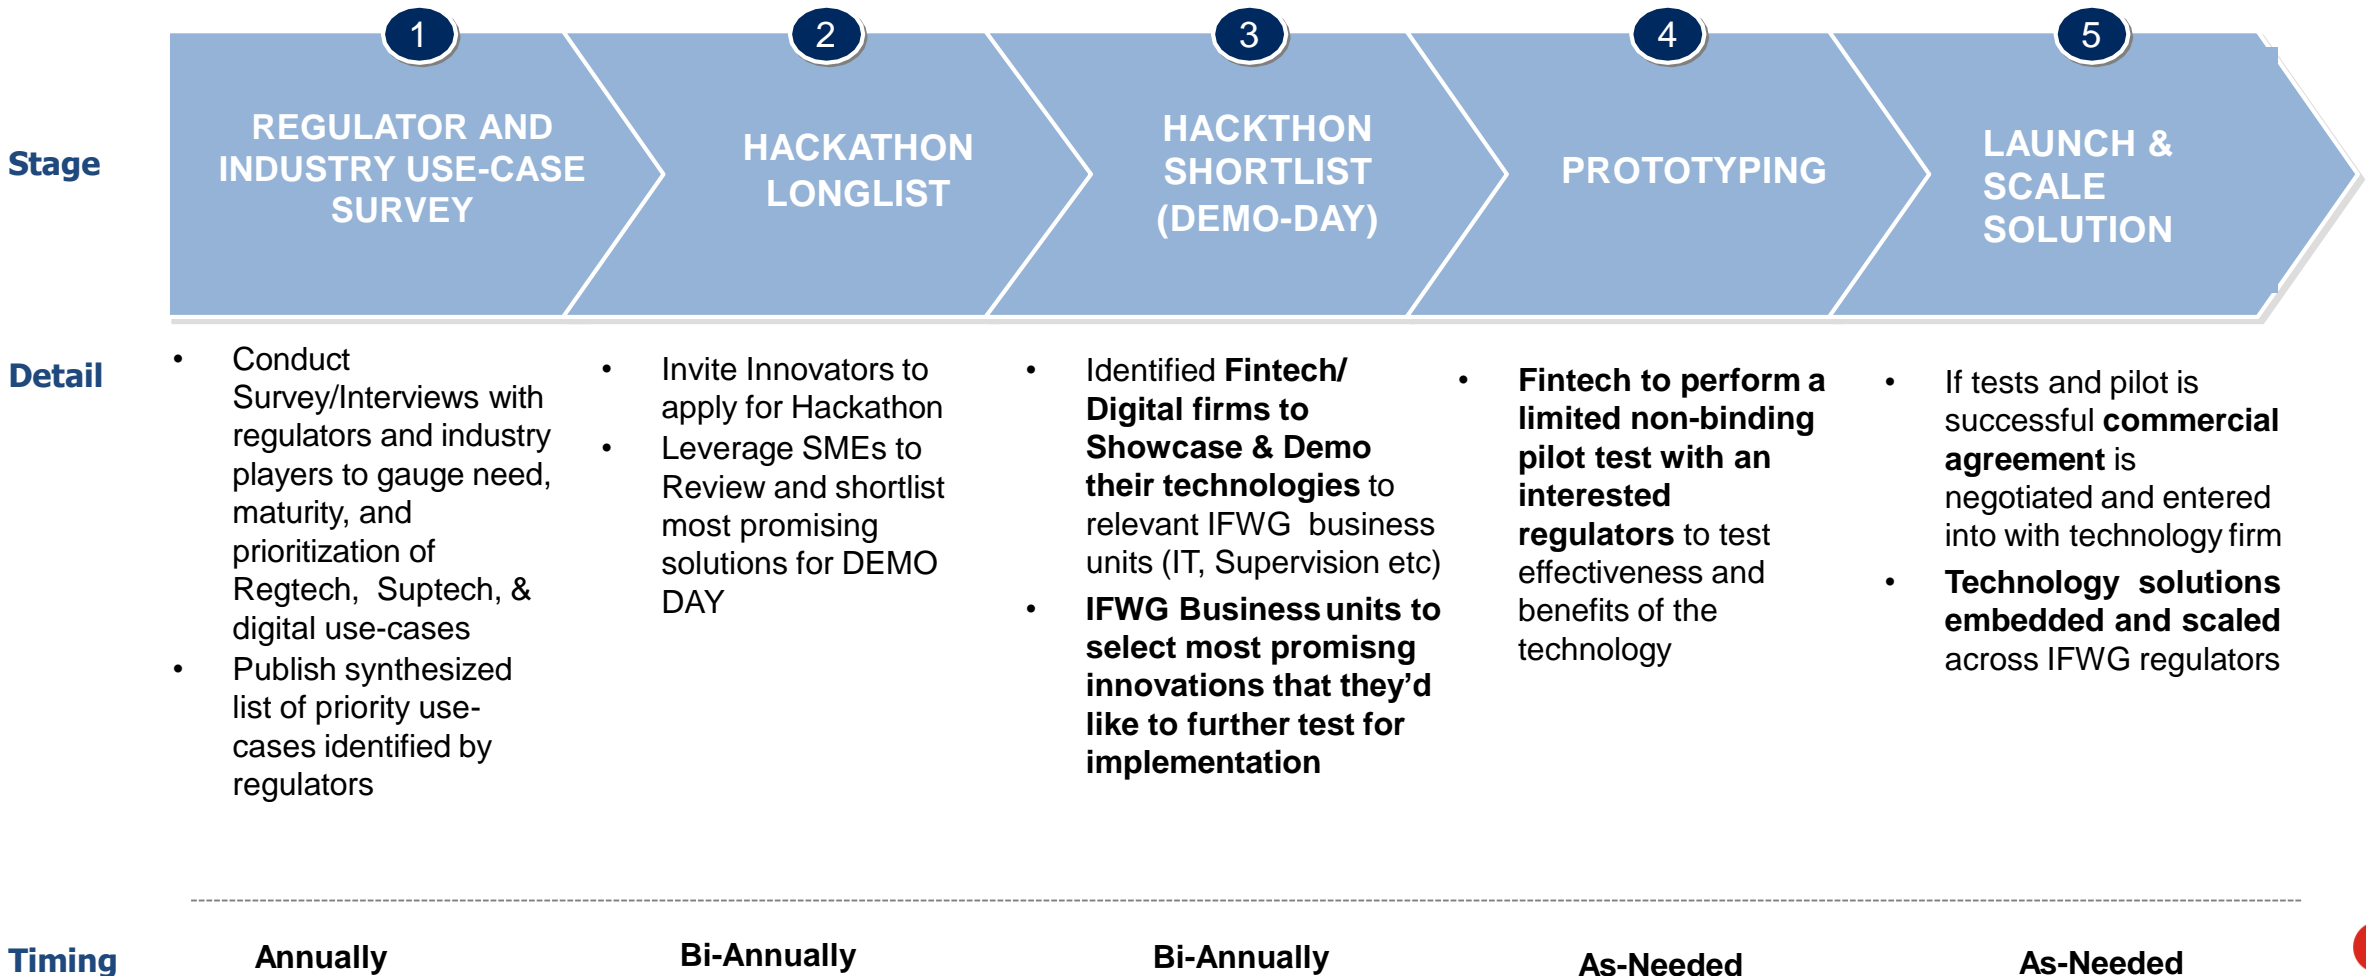 1
2
3
4
5
Stage
REGULATOR AND
INDUSTRY USE-CASE
SURVEY
HACKATHON
LONGLIST
HACKTHON
SHORTLIST
(DEMO-DAY)
PROTOTYPING
LAUNCH &
SCALE
SOLUTION
Detail
• Conduct
Survey/Interviews with
regulators and industry
players to gauge need,
maturity, and
prioritization of
Regtech, Suptech, &
digital use-cases
• Publish synthesized
list of priority use-
cases identified by
regulators
• Invite Innovators to
apply for Hackathon
• Leverage SMEs to
Review and shortlist
most promising
solutions for DEMO
DAY
• Identified Fintech/
Digital firms to
Showcase & Demo
their technologies to
relevant IFWG business
units (IT, Supervision etc)
• IFWG Business units to
select most promisng
innovations that they’d
like to further test for
implementation
• Fintech to perform a
limited non-binding
pilot test with an
interested
regulators to test
effectiveness and
benefits of the
technology
• If tests and pilot is
successful commercial
agreement is
negotiated and entered
into with technology firm
• Technology solutions
embedded and scaled
across IFWG regulators
Timing
Annually
Bi-Annually
Bi-Annually
As-Needed
As-Needed